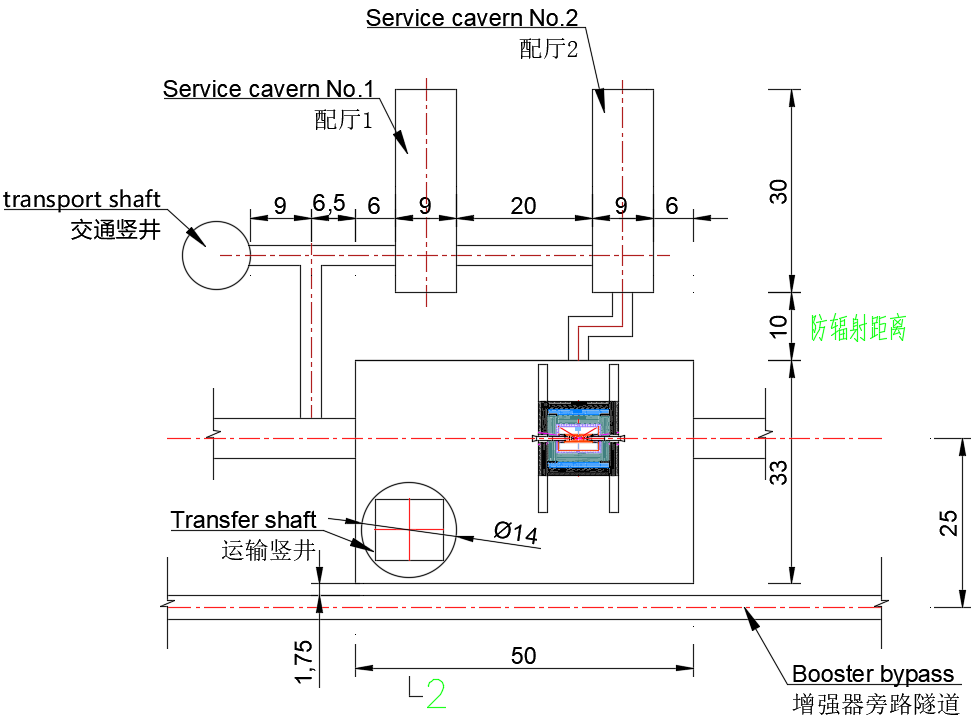 Service cavern No.2
配厅2
Service cavern No.1
配厅1
transport shaft
交通竖井
9
6,5
6
9
20
9
6
30
10
防辐射距离
33
25
Transfer shaft
运输竖井
Ø14
1,75
50
2
Booster bypass
增强器旁路隧道